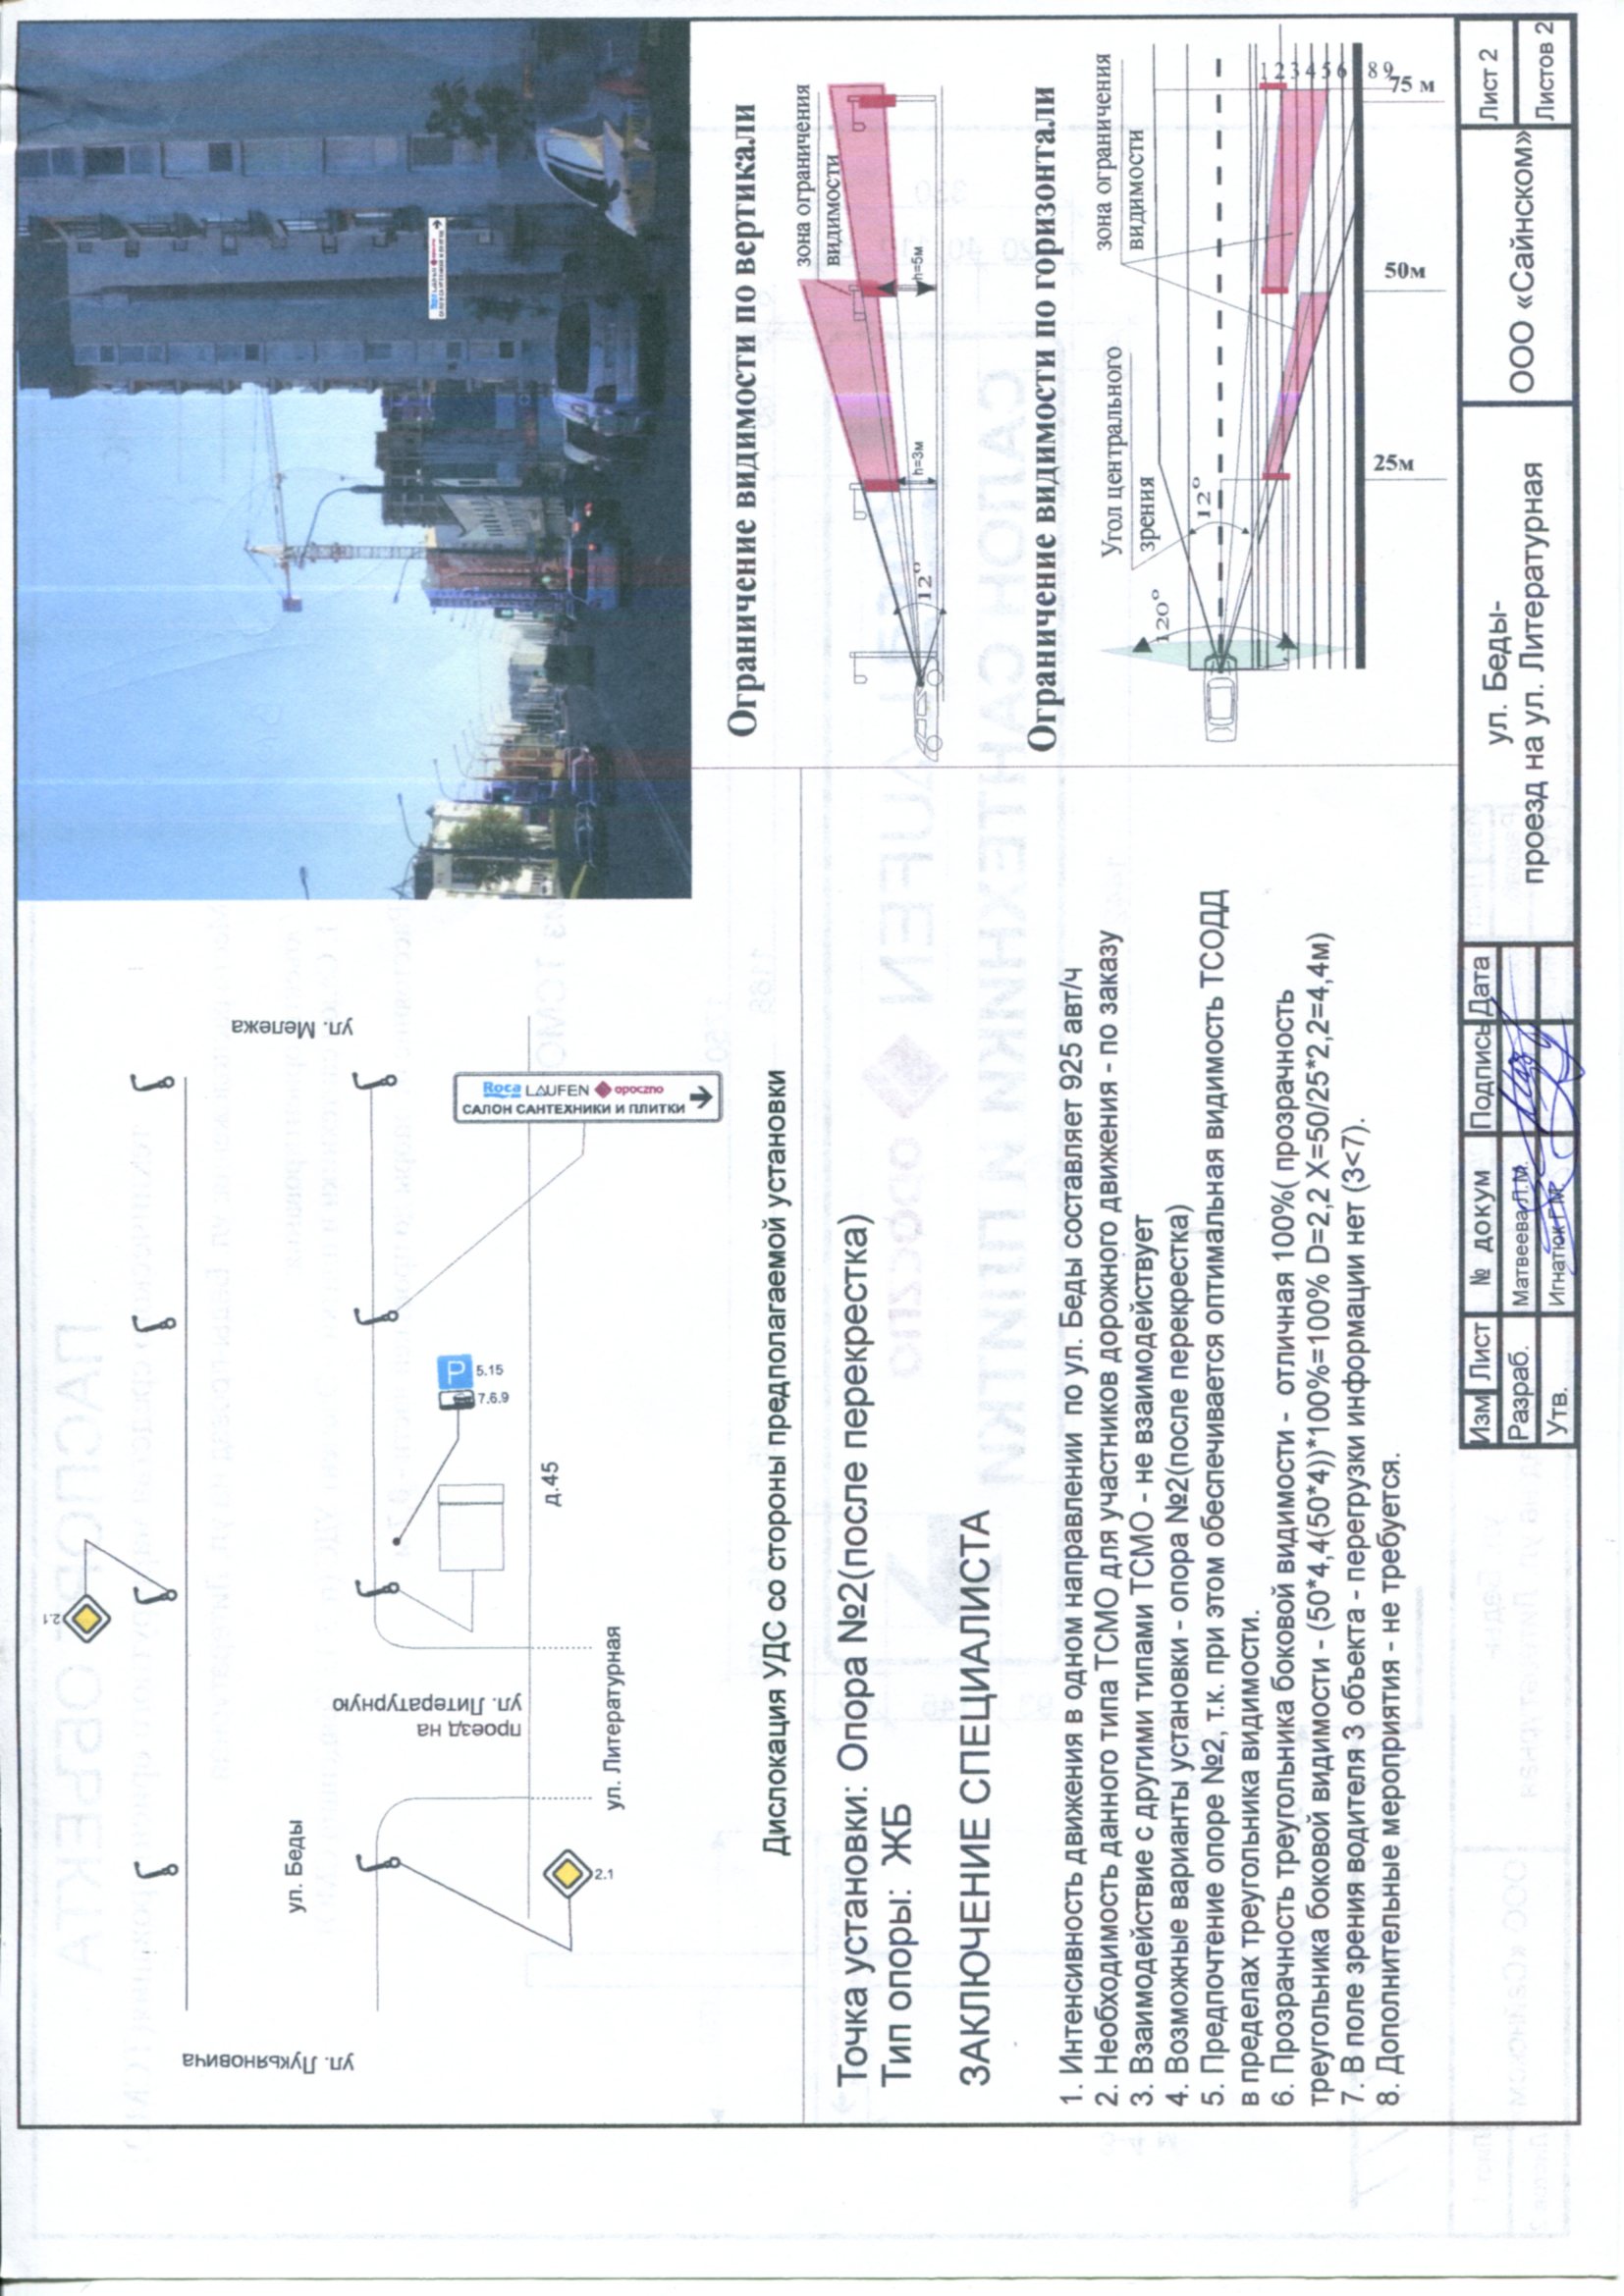 ул. Лукьяновича
ул. Беды
2.1
проезд на
ул. Литературную
ул. Литературная
2.1
д.45
5.15
7.6.9
P
ул. Мележа
Roca LAUFEN opoczno
САЛОН САНТЕХНИКИ И ПЛИТКИ
Дислокация УДС со стороны предполагаемой установки
Точка установки: Опора №2(после перекрестка)
Тип опоры: ЖБ
ЗАКЛЮЧЕНИЕ СПЕЦИАЛИСТА
1. Интенсивность движения в одном направлении по ул. Беды составляет 925 авт/ч
2. Необходимость данного типа ТСМО для участников дорожного движения - по заказу
3. Взаимодействие с другими типами ТСМО - не взаимодействует
4. Возможные варианты установки - опора №2(после перекрестка)
5. Предпочтение опоре №2, т.к. при этом обеспечивается оптимальная видимость ТСОДД
в пределах треугольника видимости.
6. Прозрачность треугольника боковой видимости - отличная 100%( прозрачность
треугольника боковой видимости - (50*4,4(50*4))*100%=100% D=2,2 X=50/25*2,2=4,4м)
7. В поле зрения водителя 3 объекта - перегрузки информации нет (3<7).
8. Дополнительные мероприятия - не требуется.
Ограничение видимости по вертикали
зона ограничения
видимости
h=3м
h=5м
12°
Ограничение видимости по горизонтали
Угол центрального
зрения
зона ограничения
видимости
120°
12°
1 2 3 4 5 6 8 9
25м
50м
75 м
Изм Лист № докум Подпись Дата
Разраб. Матвеева Л.М.
Утв. Игнатюк Г.М.
ул. Беды-
проезд на ул. Литературная
ООО «Сайнском»
Лист 2
Листов 2